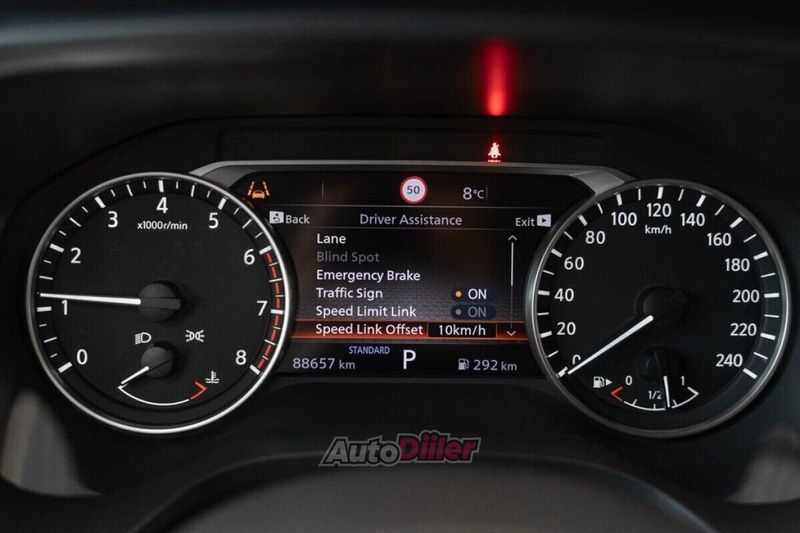 50
8°C
Back
Driver Assistance
Exit
Lane
Blind Spot
Emergency Brake
Traffic Sign ON
Speed Limit Link ON
Speed Link Offset 10km/h
STANDARD
88657 km
P
292 km
0
1
2
3
4
5
6
7
8
x1000r/min
0
20
40
60
80
100
120
140
160
180
200
220
240
km/h
0
1/2
1
AutoDiiler